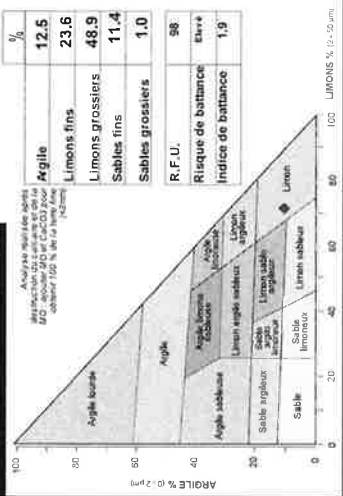 Analyse réalisée après
destruction du calcaire et de la
MO : ajouter MO et CaCO3 pour
obtenir 100 % de la terre fine
(<2mm)
%
Argile 12.5
Limons fins 23.6
Limons grossiers 48.9
Sables fins 11.4
Sables grossiers 1.0
R.F.U. 98
Risque de battance Elevé
Indice de battance 1.9
ARGILE % (0 - 2 µm)
100
80
60
40
20
0
Argile lourde
Argile
Argile limono sableuse
Argile limoneuse
Argile sableuse
Limon argilo sableux
Limon argileux
Sable argileux
Sable argilo limoneux
Limon sablo argileux
Limon
Sable
Sable limoneux
Limon sableux
0 20 40 60 80 100
LIMONS % (2 - 50 µm)